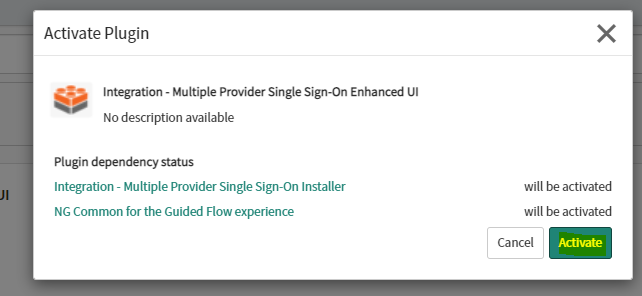 Activate Plugin
Integration - Multiple Provider Single Sign-On Enhanced UI
No description available
Plugin dependency status
Integration - Multiple Provider Single Sign-On Installer will be activated
NG Common for the Guided Flow experience will be activated
UI
Cancel Activate